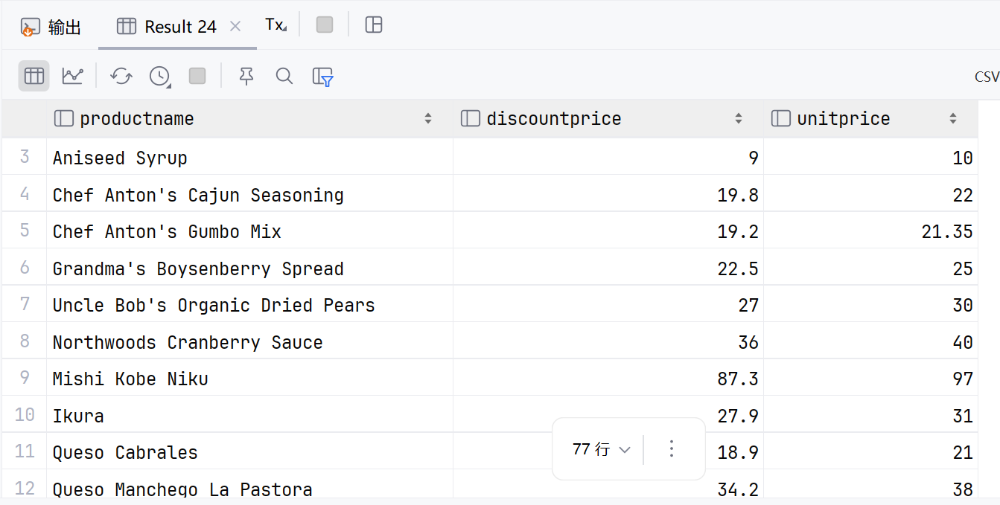 输出 Result 24 Tx
CSV
productname discountprice unitprice
3 Aniseed Syrup 9 10
4 Chef Anton's Cajun Seasoning 19.8 22
5 Chef Anton's Gumbo Mix 19.2 21.35
6 Grandma's Boysenberry Spread 22.5 25
7 Uncle Bob's Organic Dried Pears 27 30
8 Northwoods Cranberry Sauce 36 40
9 Mishi Kobe Niku 87.3 97
10 Ikura 27.9 31
11 Queso Cabrales 18.9 21
77 行
12 Queso Manchego La Pastora 34.2 38